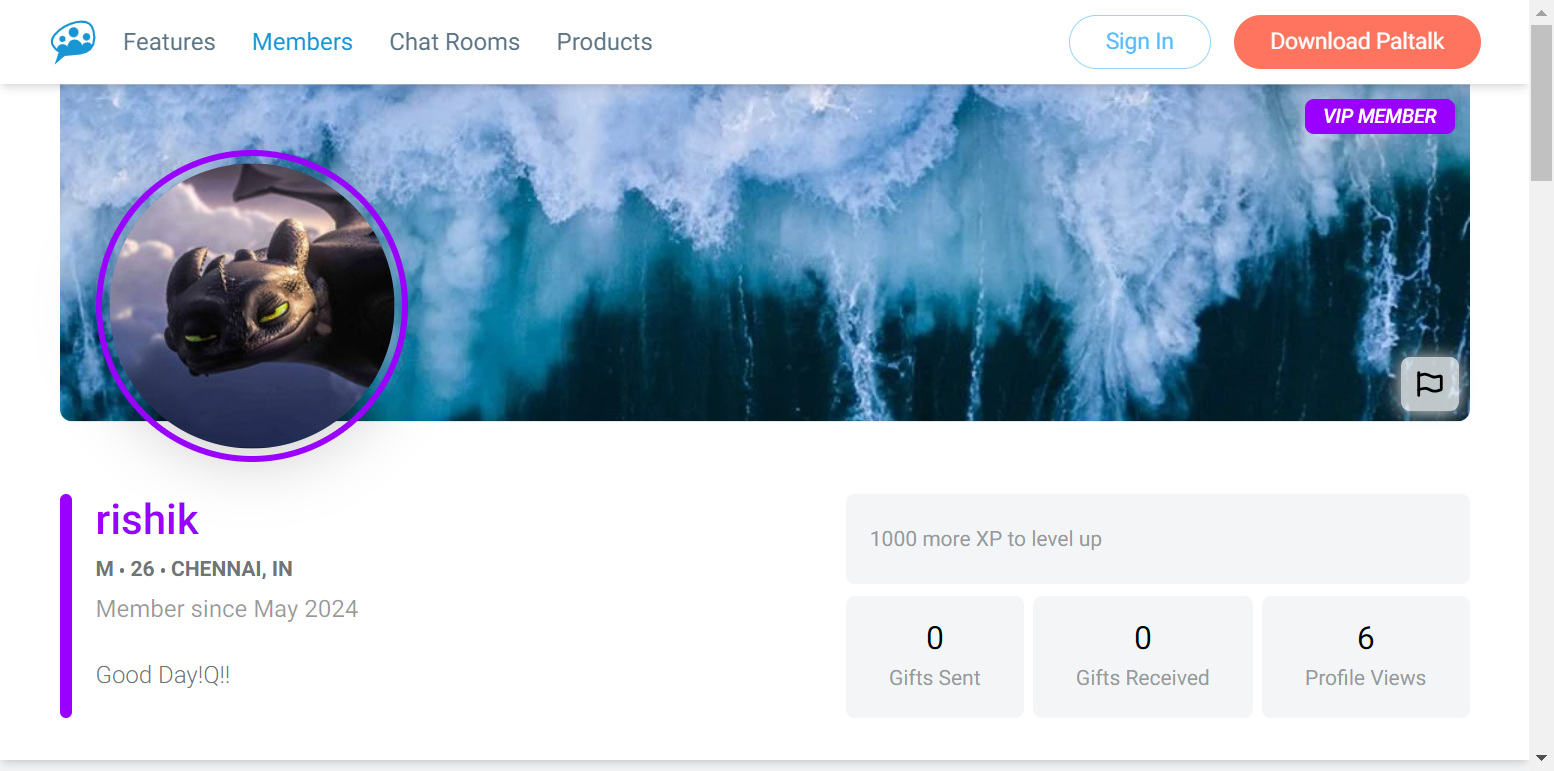 Features Members Chat Rooms Products Sign In Download Paltalk
VIP MEMBER
rishik
M • 26 • CHENNAI, IN
Member since May 2024
Good Day!Q!!
1000 more XP to level up
0 0 6
Gifts Sent Gifts Received Profile Views